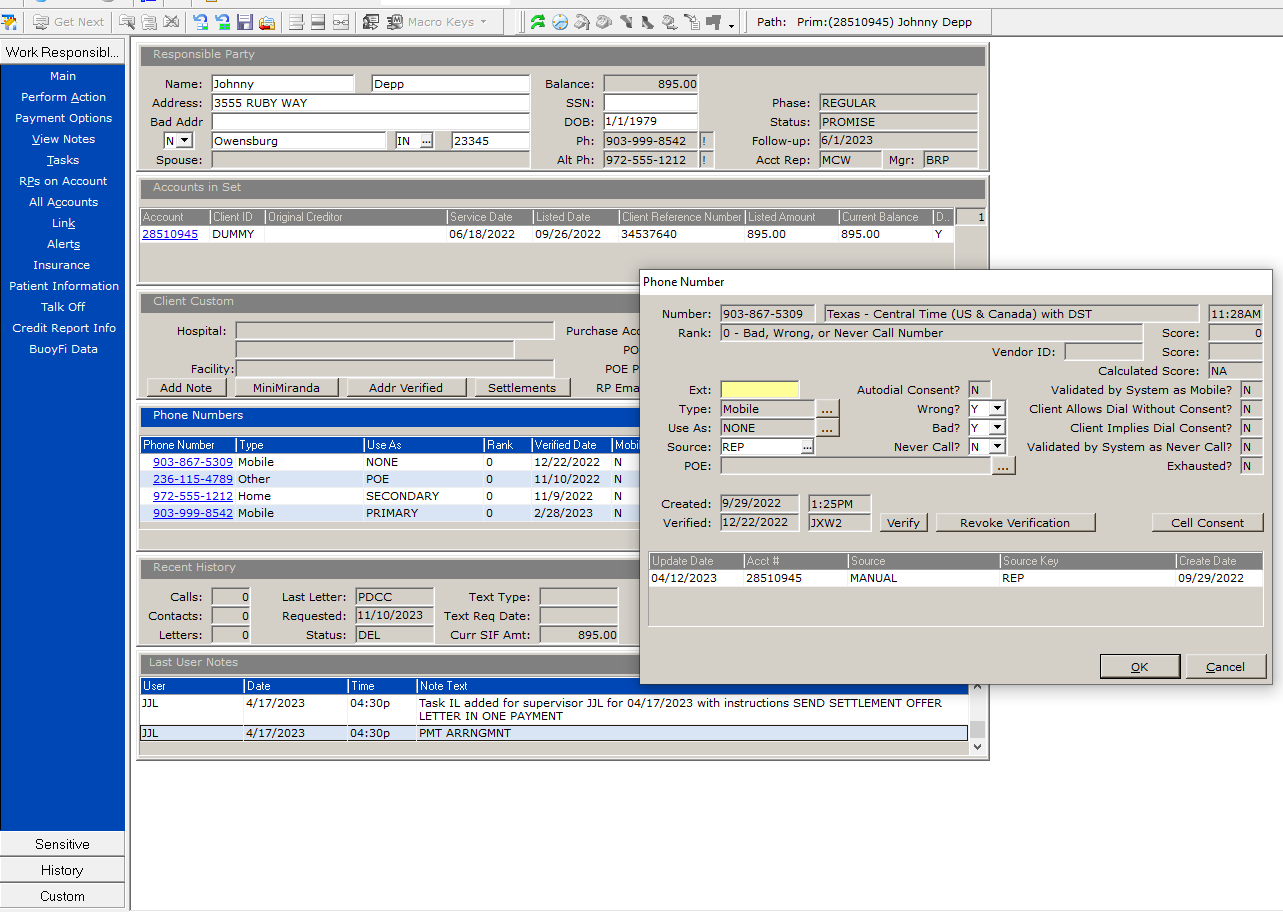 Get Next Macro Keys Path: Prim:(28510945) Johnny Depp
Work Responsibl...
Main
Perform Action
Payment Options
View Notes
Tasks
RPs on Account
All Accounts
Link
Alerts
Insurance
Patient Information
Talk Off
Credit Report Info
BuoyFi Data
Sensitive
History
Custom
Responsible Party
Name: Johnny Depp Balance: 895.00
Address: 3555 RUBY WAY SSN: Phase: REGULAR
Bad Addr DOB: 1/1/1979 Status: PROMISE
N Owensburg IN ... 23345 Ph: 903-999-8542 ! Follow-up: 6/1/2023
Spouse: Alt Ph: 972-555-1212 ! Acct Rep: MCW Mgr: BRP
Accounts in Set
Account Client ID Original Creditor Service Date Listed Date Client Reference Number Listed Amount Current Balance D.. 1
28510945 DUMMY 06/18/2022 09/26/2022 34537640 895.00 895.00 Y
Client Custom
Hospital: Purchase Acc
PO
Facility: POE P
Add Note MiniMiranda Addr Verified Settlements RP Ema
Phone Numbers
Phone Number Type Use As Rank Verified Date Mobi
903-867-5309 Mobile NONE 0 12/22/2022 N
236-115-4789 Other POE 0 11/10/2022 N
972-555-1212 Home SECONDARY 0 11/9/2022 N
903-999-8542 Mobile PRIMARY 0 2/28/2023 N
Recent History
Calls: 0 Last Letter: PDCC Text Type:
Contacts: 0 Requested: 11/10/2023 Text Req Date:
Letters: 0 Status: DEL Curr SIF Amt: 895.00
Last User Notes
User Date Time Note Text
JJL 4/17/2023 04:30p Task IL added for supervisor JJL for 04/17/2023 with instructions SEND SETTLEMENT OFFER
LETTER IN ONE PAYMENT
JJL 4/17/2023 04:30p PMT ARRNGMNT
Phone Number
Number: 903-867-5309 Texas - Central Time (US & Canada) with DST 11:28AM
Rank: 0 - Bad, Wrong, or Never Call Number Score: 0
Vendor ID: Score:
Calculated Score: NA
Ext: Autodial Consent? N Validated by System as Mobile? N
Type: Mobile ... Wrong? Y Client Allows Dial Without Consent? N
Use As: NONE ... Bad? Y Client Implies Dial Consent? N
Source: REP ... Never Call? N Validated by System as Never Call? N
POE: ... Exhausted? N
Created: 9/29/2022 1:25PM
Verified: 12/22/2022 JXW2 Verify Revoke Verification Cell Consent
Update Date Acct # Source Source Key Create Date
04/12/2023 28510945 MANUAL REP 09/29/2022
OK Cancel